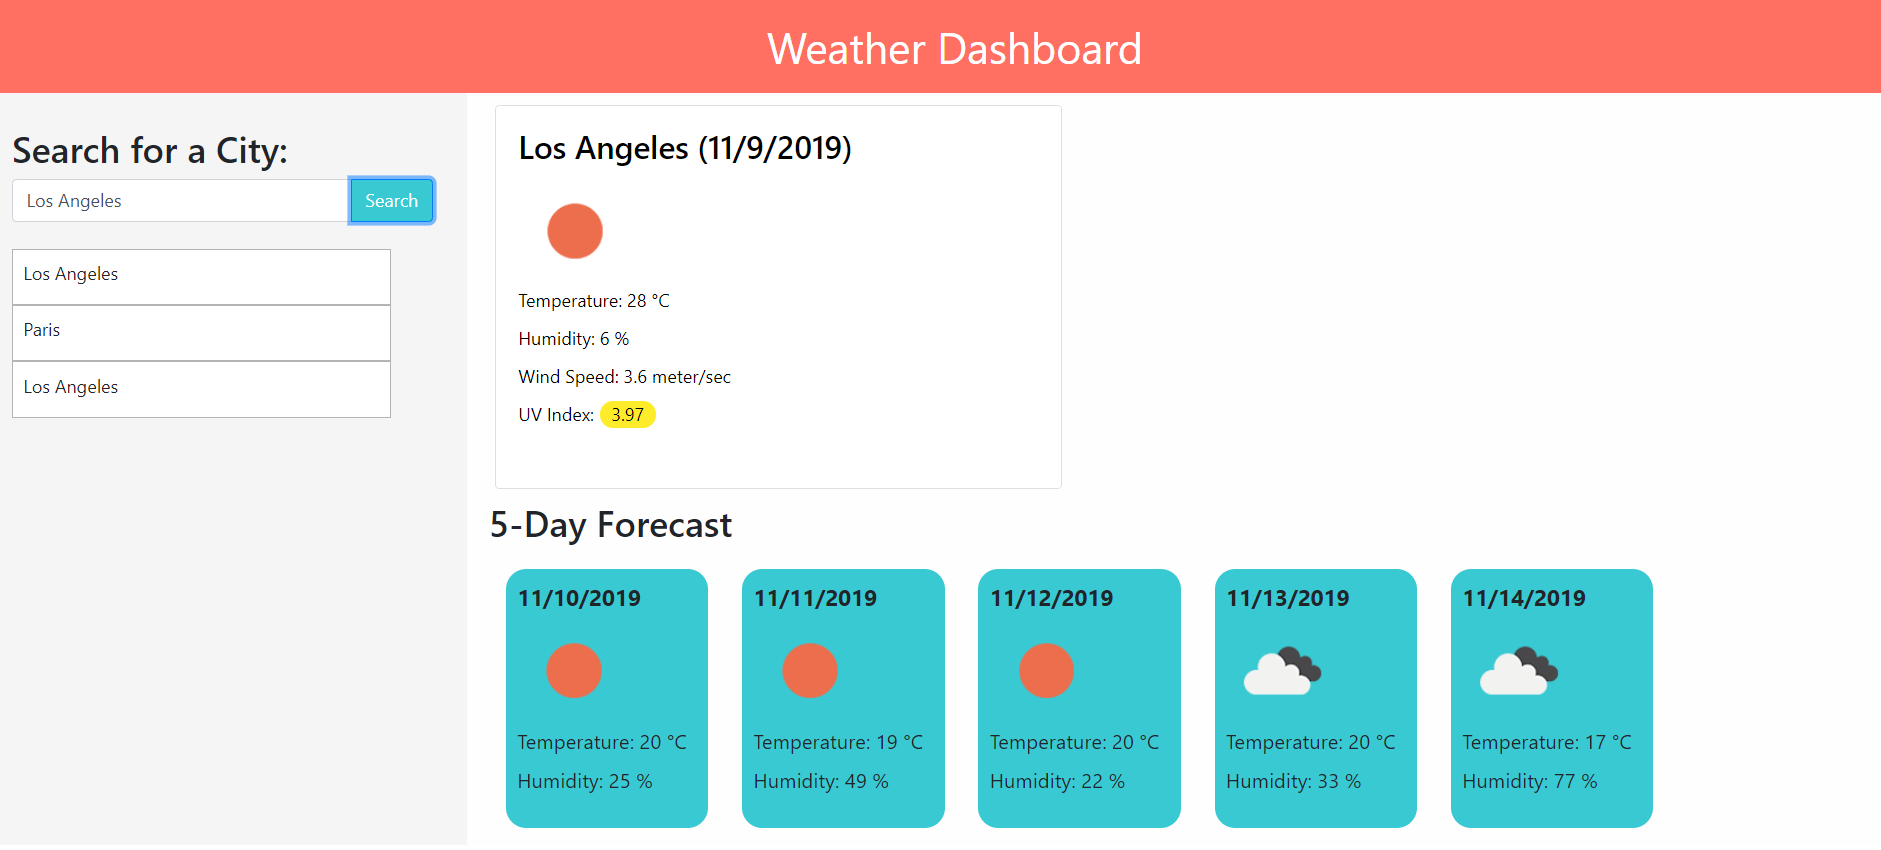 Weather Dashboard
Search for a City:
Los Angeles
Search
Los Angeles
Paris
Los Angeles
Los Angeles (11/9/2019)
Temperature: 28 °C
Humidity: 6 %
Wind Speed: 3.6 meter/sec
UV Index: 3.97
5-Day Forecast
11/10/2019
Temperature: 20 °C
Humidity: 25 %
11/11/2019
Temperature: 19 °C
Humidity: 49 %
11/12/2019
Temperature: 20 °C
Humidity: 22 %
11/13/2019
Temperature: 20 °C
Humidity: 33 %
11/14/2019
Temperature: 17 °C
Humidity: 77 %